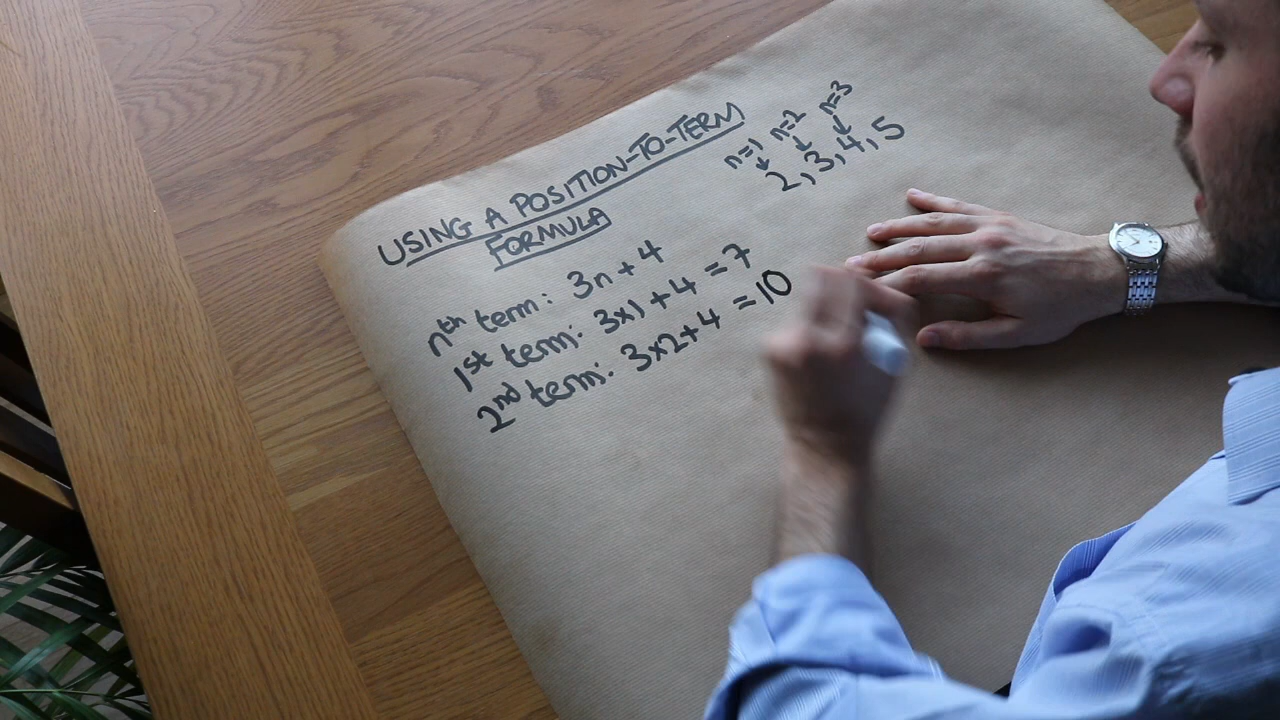 USING A POSITION-TO-TERM
FORMULA
n=1 n=2 n=3
2, 3, 4, 5
nth term: 3n + 4
1st term: 3x1 + 4 = 7
2nd term: 3x2+4 = 10